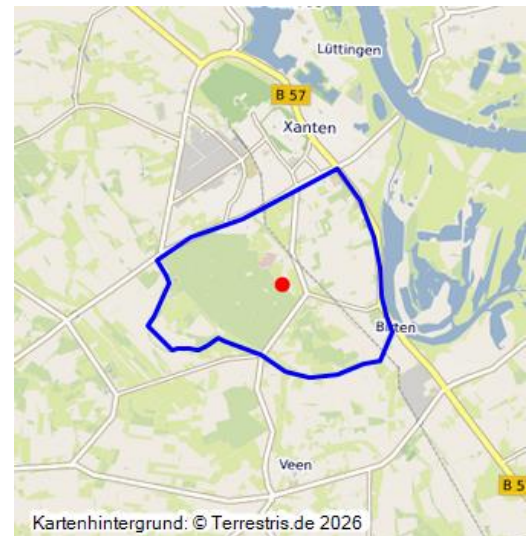 Lüttingen
B 57
Xanten
Birten
Veen
B 5
Kartenhintergrund: © Terrestris.de 2026